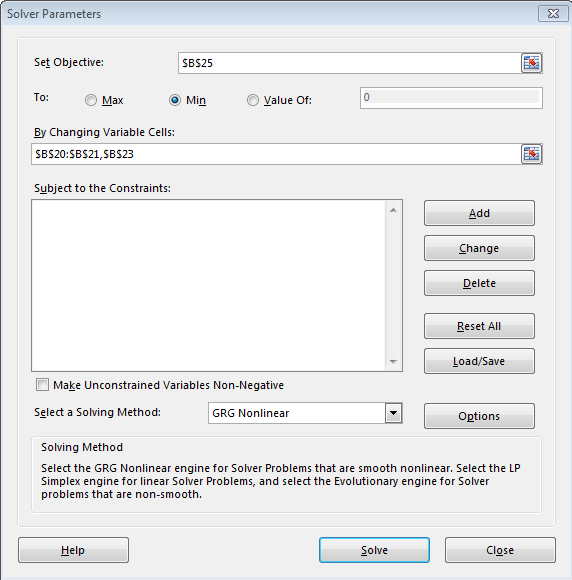 Solver Parameters
Set Objective:
$B$25
To:
Max
Min
Value Of:
0
By Changing Variable Cells:
$B$20:$B$21,$B$23
Subject to the Constraints:
Add
Change
Delete
Reset All
Load/Save
Make Unconstrained Variables Non-Negative
Select a Solving Method:
GRG Nonlinear
Options
Solving Method
Select the GRG Nonlinear engine for Solver Problems that are smooth nonlinear. Select the LP
Simplex engine for linear Solver Problems, and select the Evolutionary engine for Solver
problems that are non-smooth.
Help
Solve
Close